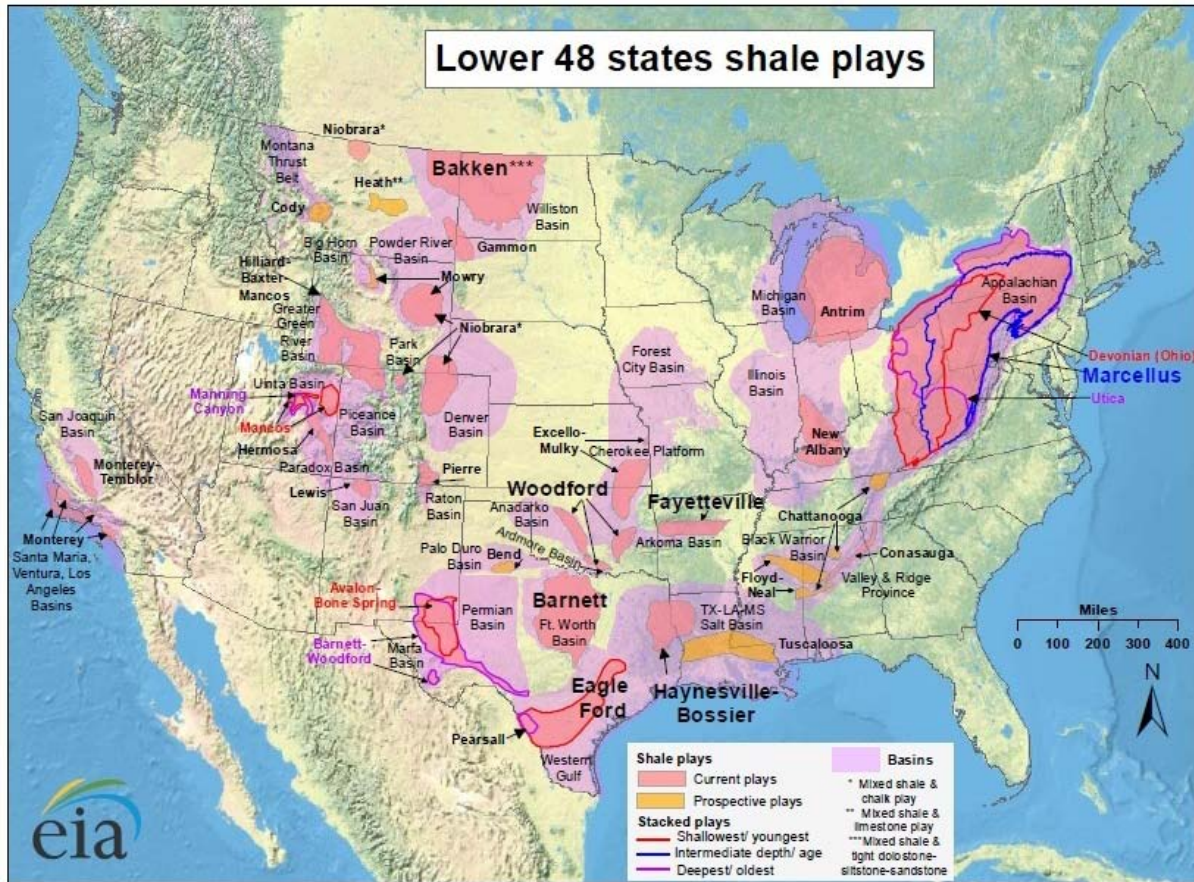 Lower 48 states shale plays
Niobrara*
Montana
Thrust
Belt
Bakken***
Heath**
Cody
Williston
Basin
Big Horn
Basin
Powder River
Basin
Gammon
Hilliard-
Baxter-
Mancos
Mowry
Greater
Green
River
Basin
Niobrara*
Park
Basin
Michigan
Basin
Antrim
Appalachian
Basin
Devonian (Ohio)
Marcellus
Utica
Forest
City Basin
Illinois
Basin
Uinta Basin
Manning
Canyon
Mancos
Piceance
Basin
Denver
Basin
San Joaquin
Basin
Hermosa
Excello-
Mulky
Cherokee Platform
New
Albany
Monterey-
Temblor
Paradox Basin
Pierre
Lewis
San Juan
Basin
Raton
Basin
Woodford
Anadarko
Basin
Fayetteville
Chattanooga
Monterey
Santa Maria,
Ventura, Los
Angeles
Basins
Ardmore Basin
Arkoma Basin
Black Warrior
Basin
Conasauga
Palo Duro
Basin
Bend
Floyd-
Neal
Valley & Ridge
Province
Avalon-
Bone Spring
Permian
Basin
Barnett
Ft. Worth
Basin
TX-LA-MS
Salt Basin
Tuscaloosa
Barnett-
Woodford
Marfa
Basin
Eagle
Ford
Haynesville-
Bossier
Pearsall
Western
Gulf
Miles
0 100 200 300 400
N
Shale plays
Current plays
Prospective plays
Stacked plays
Shallowest/ youngest
Intermediate depth/ age
Deepest/ oldest
Basins
* Mixed shale &
chalk play
** Mixed shale &
limestone play
***Mixed shale &
tight dolostone-
siltstone-sandstone
eia